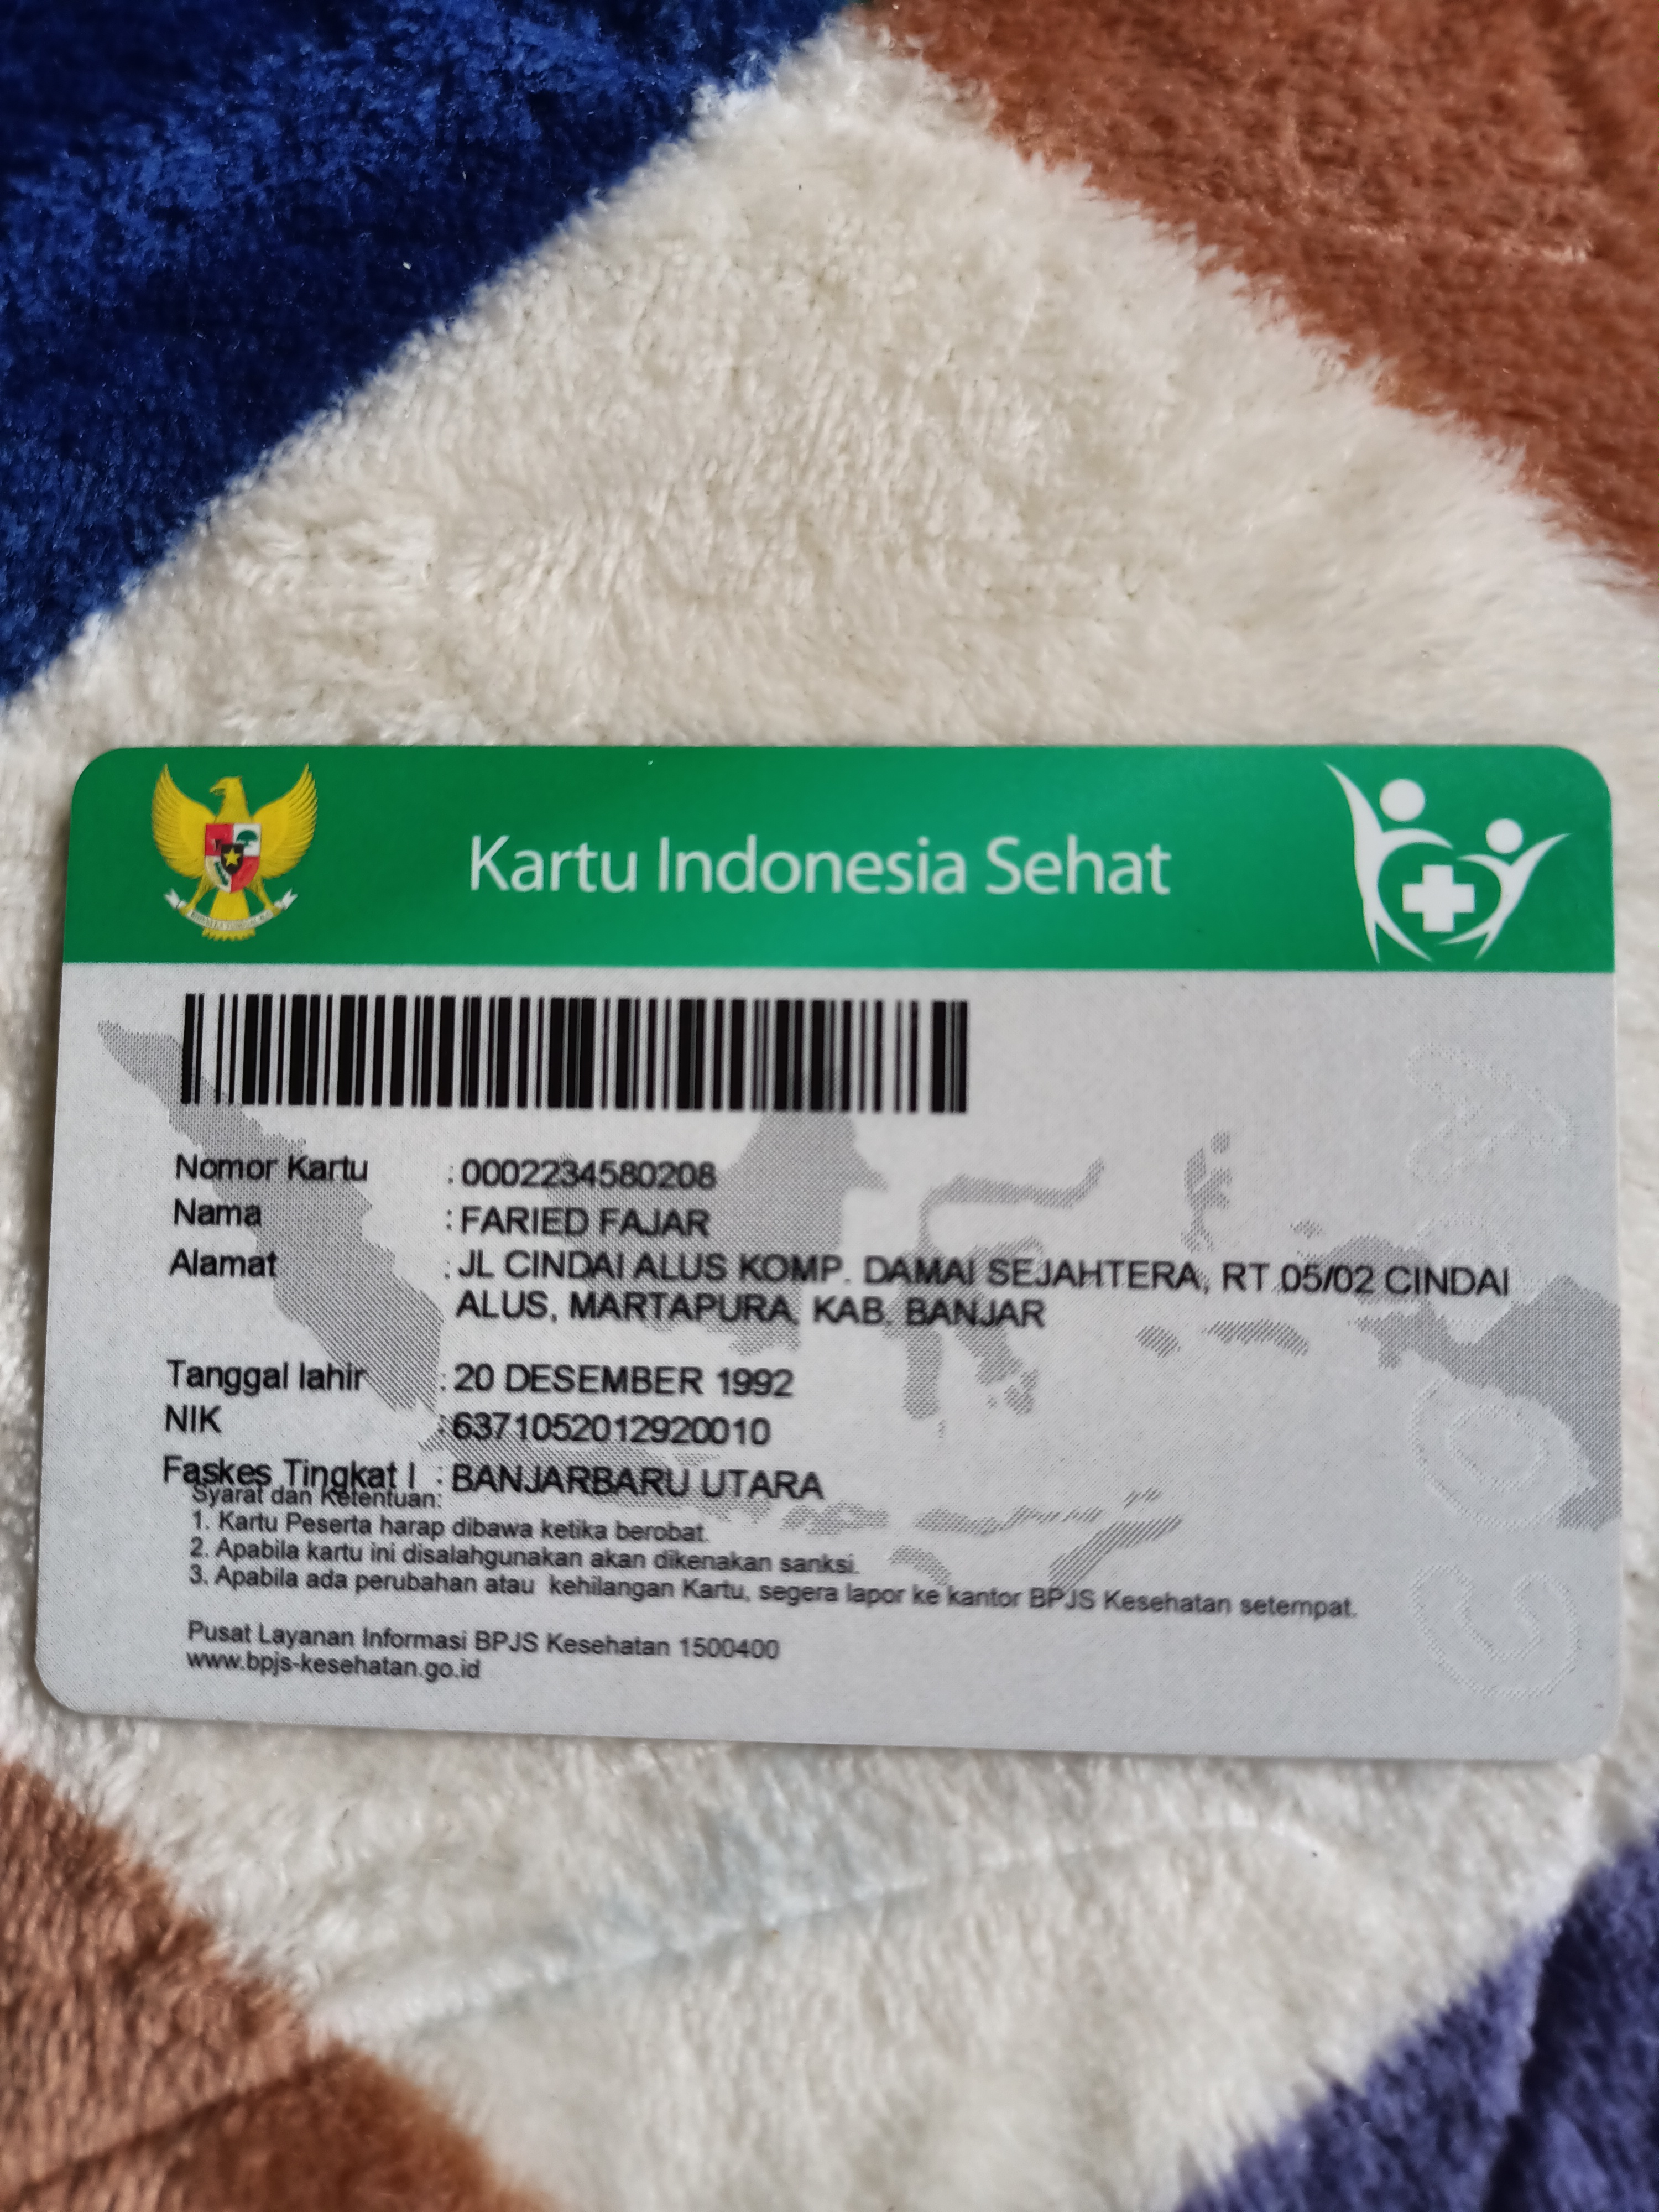 Kartu Indonesia Sehat
Nomor Kartu : 0002234580208
Nama : FARIED FAJAR
Alamat : JL CINDAI ALUS KOMP. DAMAI SEJAHTERA, RT 05/02 CINDAI
ALUS, MARTAPURA, KAB. BANJAR
Tanggal lahir : 20 DESEMBER 1992
NIK : 6371052012920010
Faskes Tingkat I : BANJARBARU UTARA
Syarat dan Ketentuan:
1. Kartu Peserta harap dibawa ketika berobat.
2. Apabila kartu ini disalahgunakan akan dikenakan sanksi.
3. Apabila ada perubahan atau kehilangan Kartu, segera lapor ke kantor BPJS Kesehatan setempat.
Pusat Layanan Informasi BPJS Kesehatan 1500400
www.bpjs-kesehatan.go.id